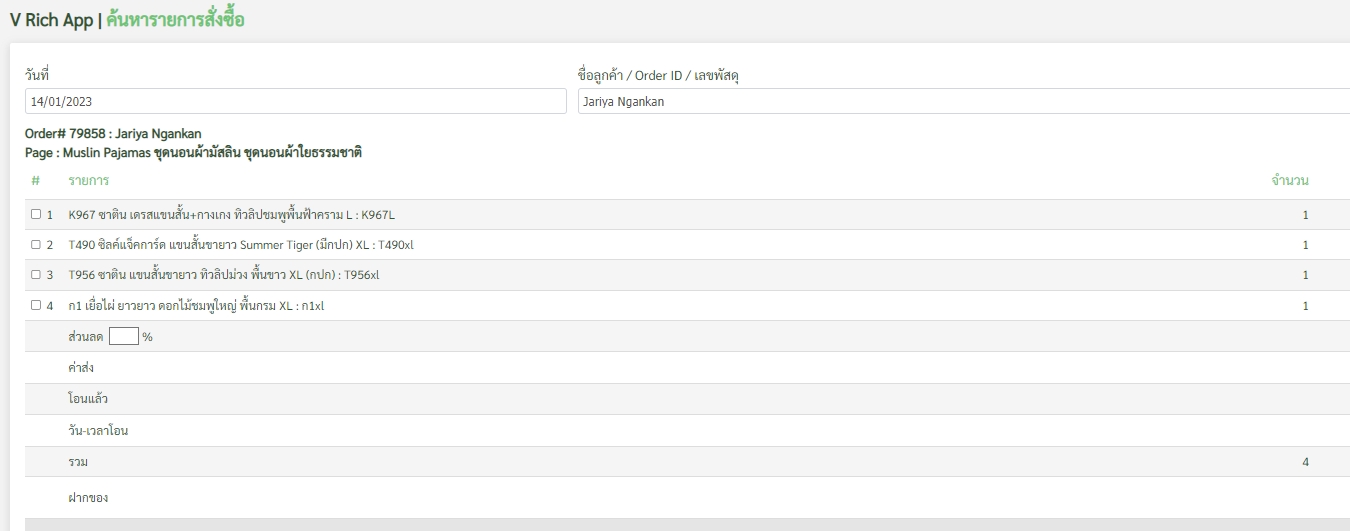 V Rich App | ค้นหารายการสั่งซื้อ
วันที่ ชื่อลูกค้า / Order ID / เลขพัสดุ
14/01/2023 Jariya Ngankan
Order# 79858 : Jariya Ngankan
Page : Muslin Pajamas ชุดนอนผ้ามัสลิน ชุดนอนผ้าใยธรรมชาติ
# รายการ จำนวน
1 K967 ซาติน เดรสแขนสั้น+กางเกง ทิวลิปชมพูพื้นฟ้าคราม L : K967L 1
2 T490 ซิลค์แจ็คการ์ด แขนสั้นขายาว Summer Tiger (มีกปก) XL : T490xl 1
3 T956 ซาติน แขนสั้นขายาว ทิวลิปม่วง พื้นขาว XL (กปก) : T956xl 1
4 ก1 เยื่อไผ่ ยาวยาว ดอกไม้ชมพูใหญ่ พื้นกรม XL : ก1xl 1
ส่วนลด %
ค่าส่ง
โอนแล้ว
วัน-เวลาโอน
รวม 4
ฝากของ